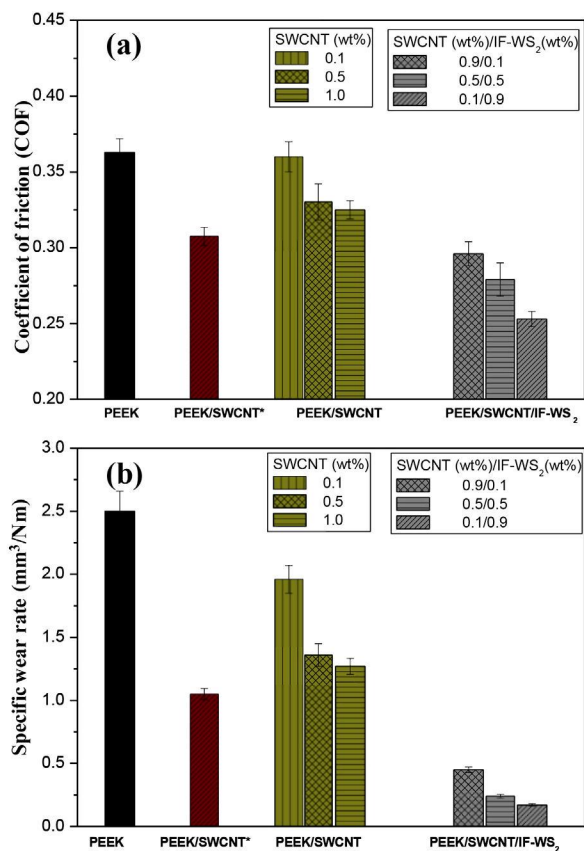 (a)
SWCNT (wt%)
0.1
0.5
1.0
SWCNT (wt%)/IF-WS₂(wt%)
0.9/0.1
0.5/0.5
0.1/0.9
Coefficient of friction (COF)
0.45
0.40
0.35
0.30
0.25
0.20
PEEK PEEK/SWCNT* PEEK/SWCNT PEEK/SWCNT/IF-WS₂
(b)
SWCNT (wt%)
0.1
0.5
1.0
SWCNT (wt%)/IF-WS₂(wt%)
0.9/0.1
0.5/0.5
0.1/0.9
Specific wear rate (mm³/Nm)
3.0
2.5
2.0
1.5
1.0
0.5
0.0
PEEK PEEK/SWCNT* PEEK/SWCNT PEEK/SWCNT/IF-WS₂